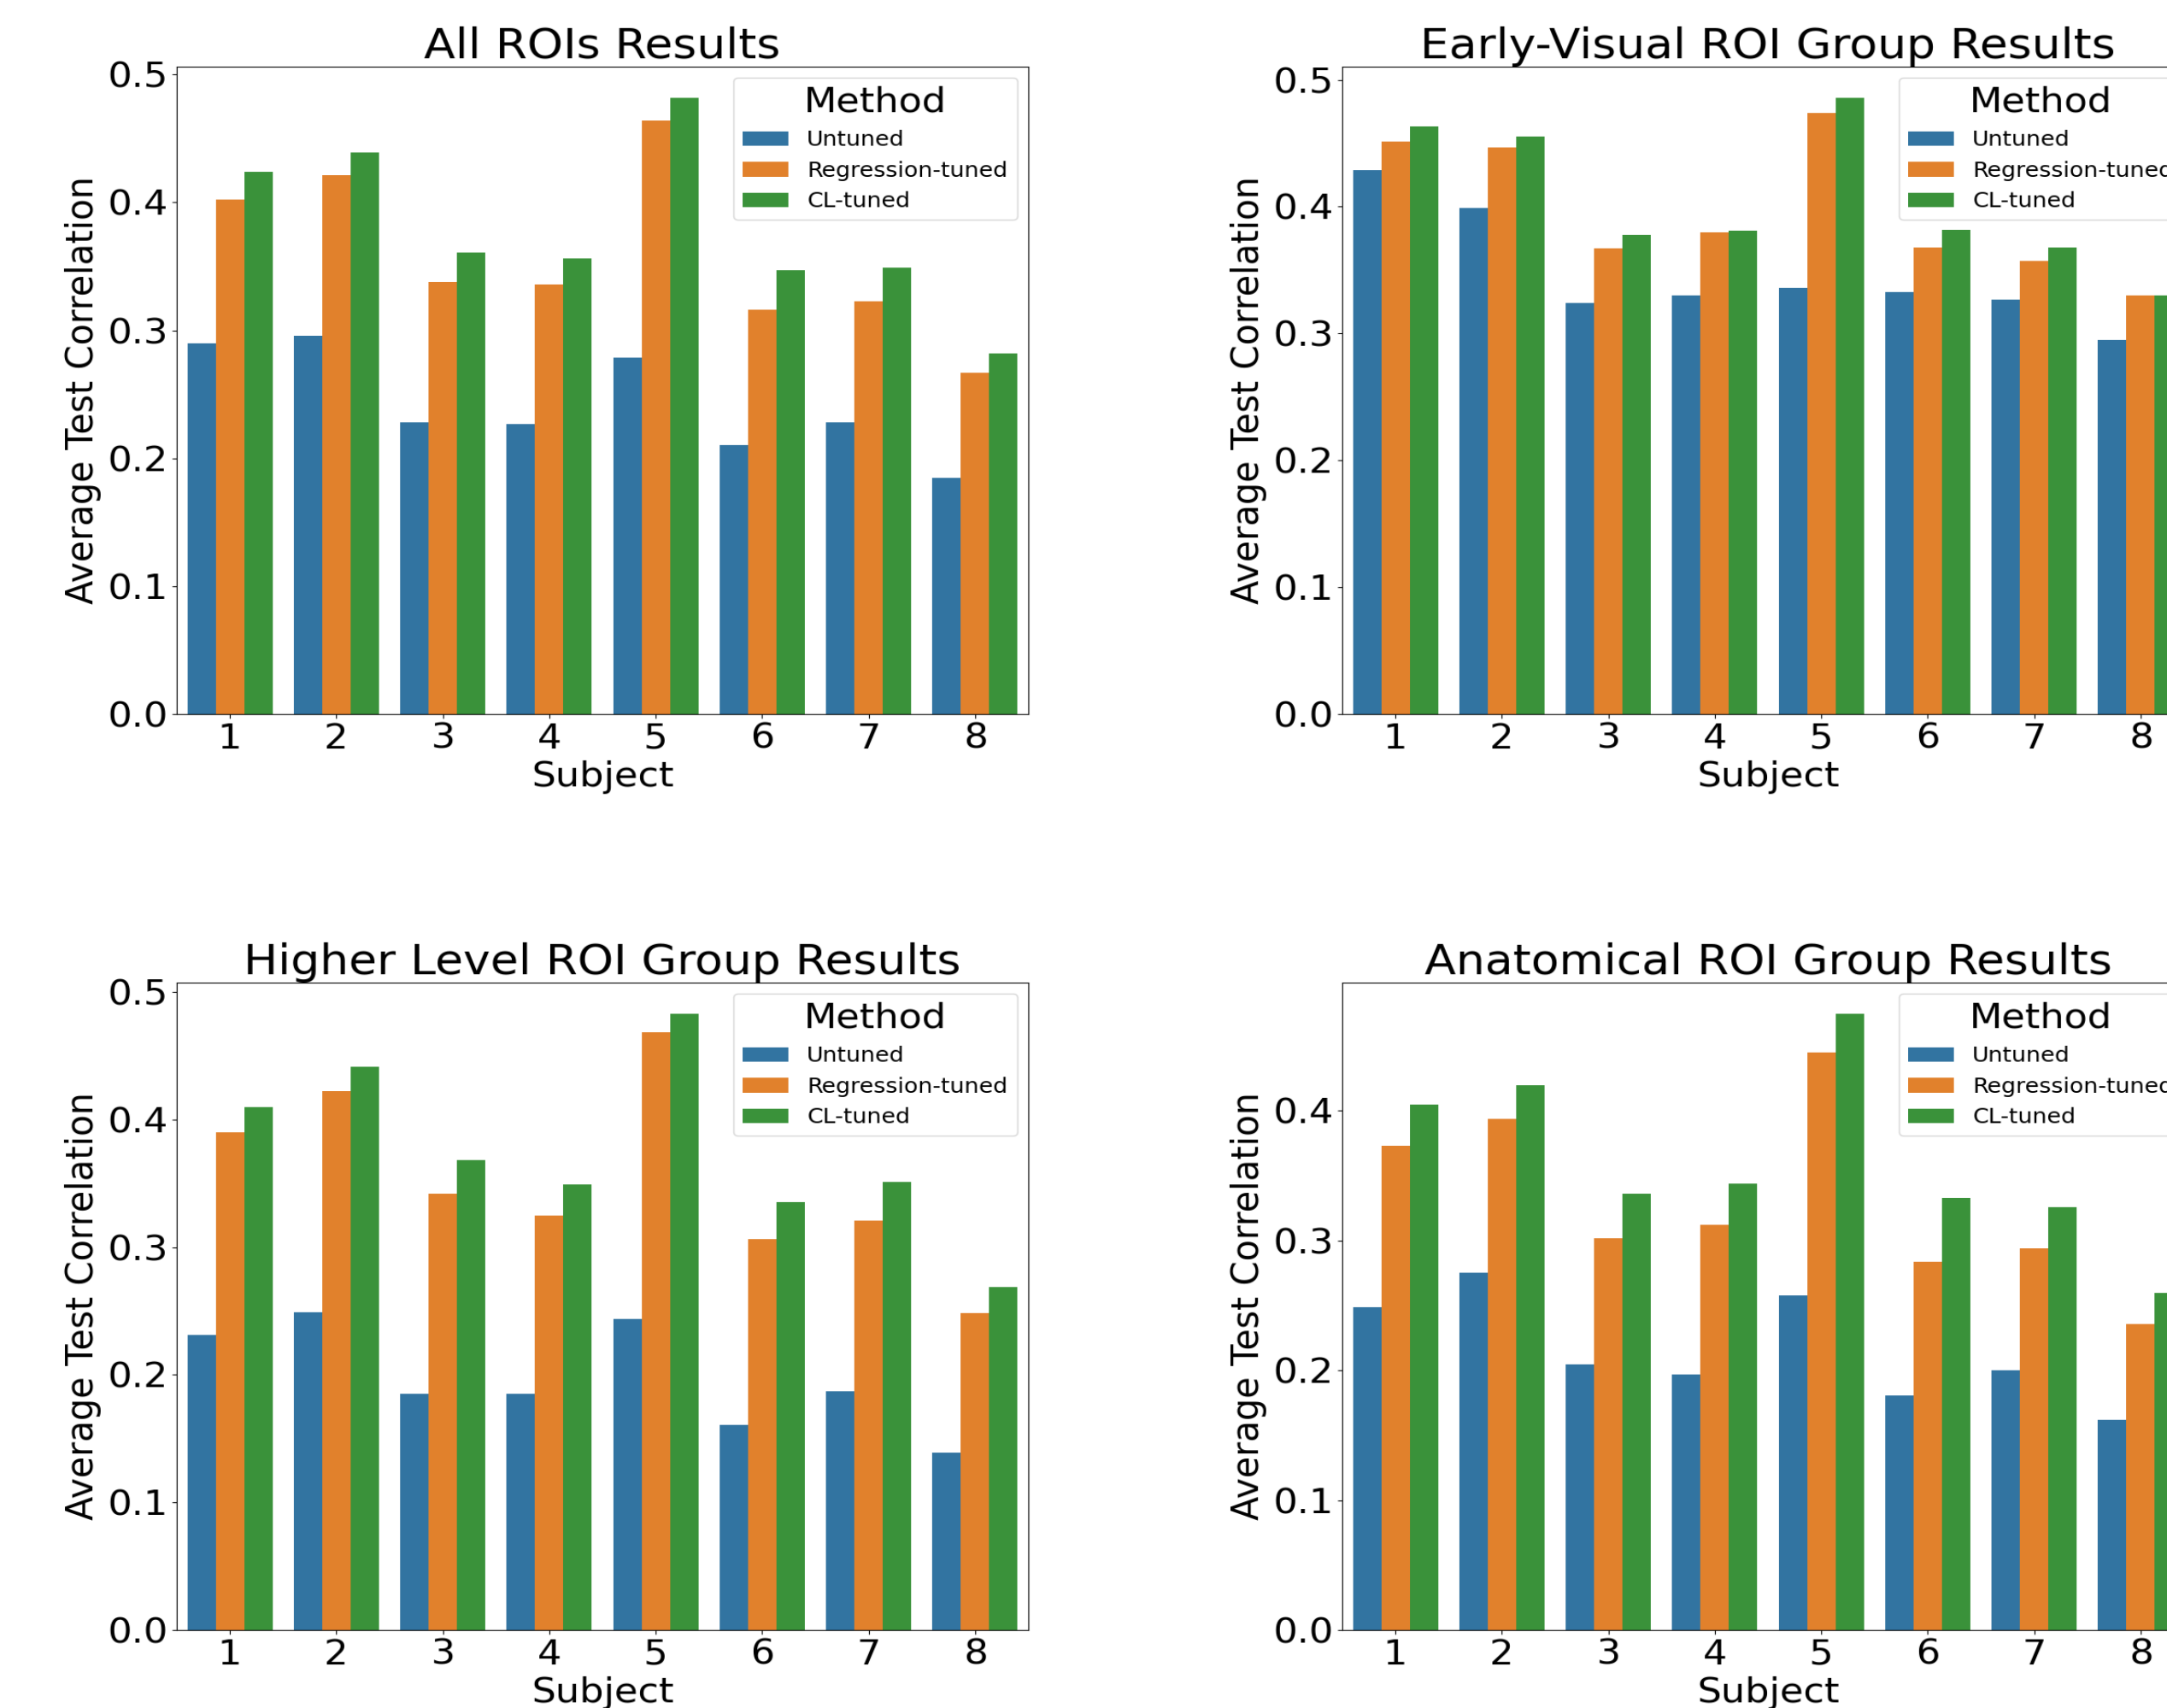 All ROIs Results
0.5
0.4
0.3
0.2
0.1
0.0
Average Test Correlation
Method
Untuned
Regression-tuned
CL-tuned
1 2 3 4 5 6 7 8
Subject
Early-Visual ROI Group Results
0.5
0.4
0.3
0.2
0.1
0.0
Average Test Correlation
Method
Untuned
Regression-tuned
CL-tuned
1 2 3 4 5 6 7 8
Subject
Higher Level ROI Group Results
0.5
0.4
0.3
0.2
0.1
0.0
Average Test Correlation
Method
Untuned
Regression-tuned
CL-tuned
1 2 3 4 5 6 7 8
Subject
Anatomical ROI Group Results
0.4
0.3
0.2
0.1
0.0
Average Test Correlation
Method
Untuned
Regression-tuned
CL-tuned
1 2 3 4 5 6 7 8
Subject